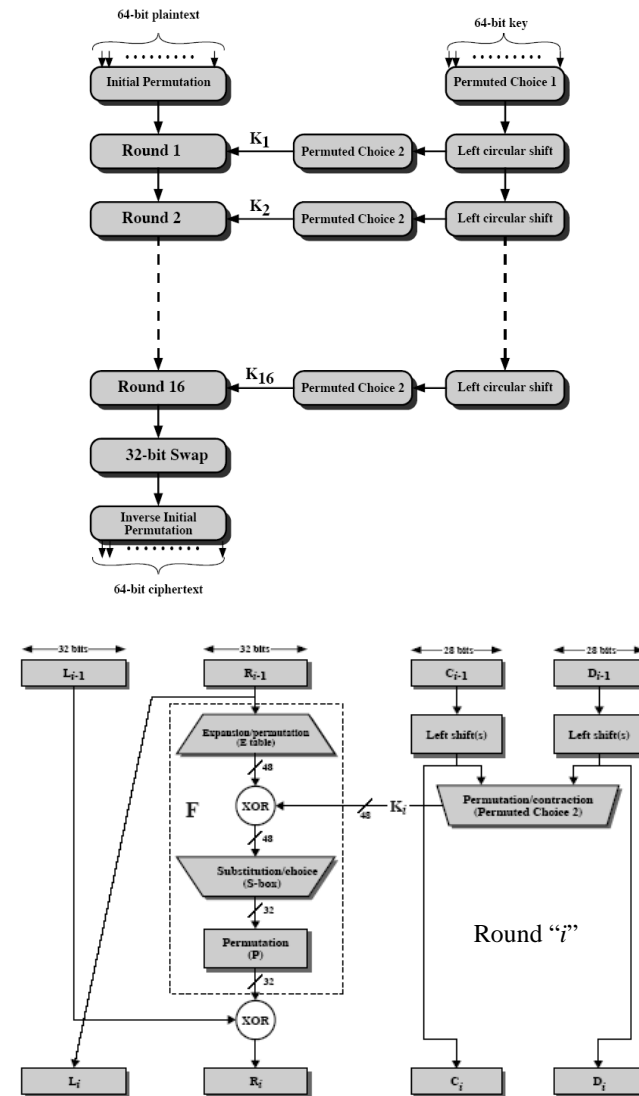 64-bit plaintext
64-bit key
Initial Permutation
Permuted Choice 1
Round 1
K1
Permuted Choice 2
Left circular shift
Round 2
K2
Permuted Choice 2
Left circular shift
Round 16
K16
Permuted Choice 2
Left circular shift
32-bit Swap
Inverse Initial
Permutation
64-bit ciphertext
32 bits
32 bits
28 bits
28 bits
Li-1
Ri-1
Ci-1
Di-1
Expansion/permutation
(E table)
Left shift(s)
Left shift(s)
48
F
XOR
48
Ki
Permutation/contraction
(Permuted Choice 2)
48
Substitution/choice
(S-box)
32
Permutation
(P)
Round “i”
32
XOR
Li
Ri
Ci
Di